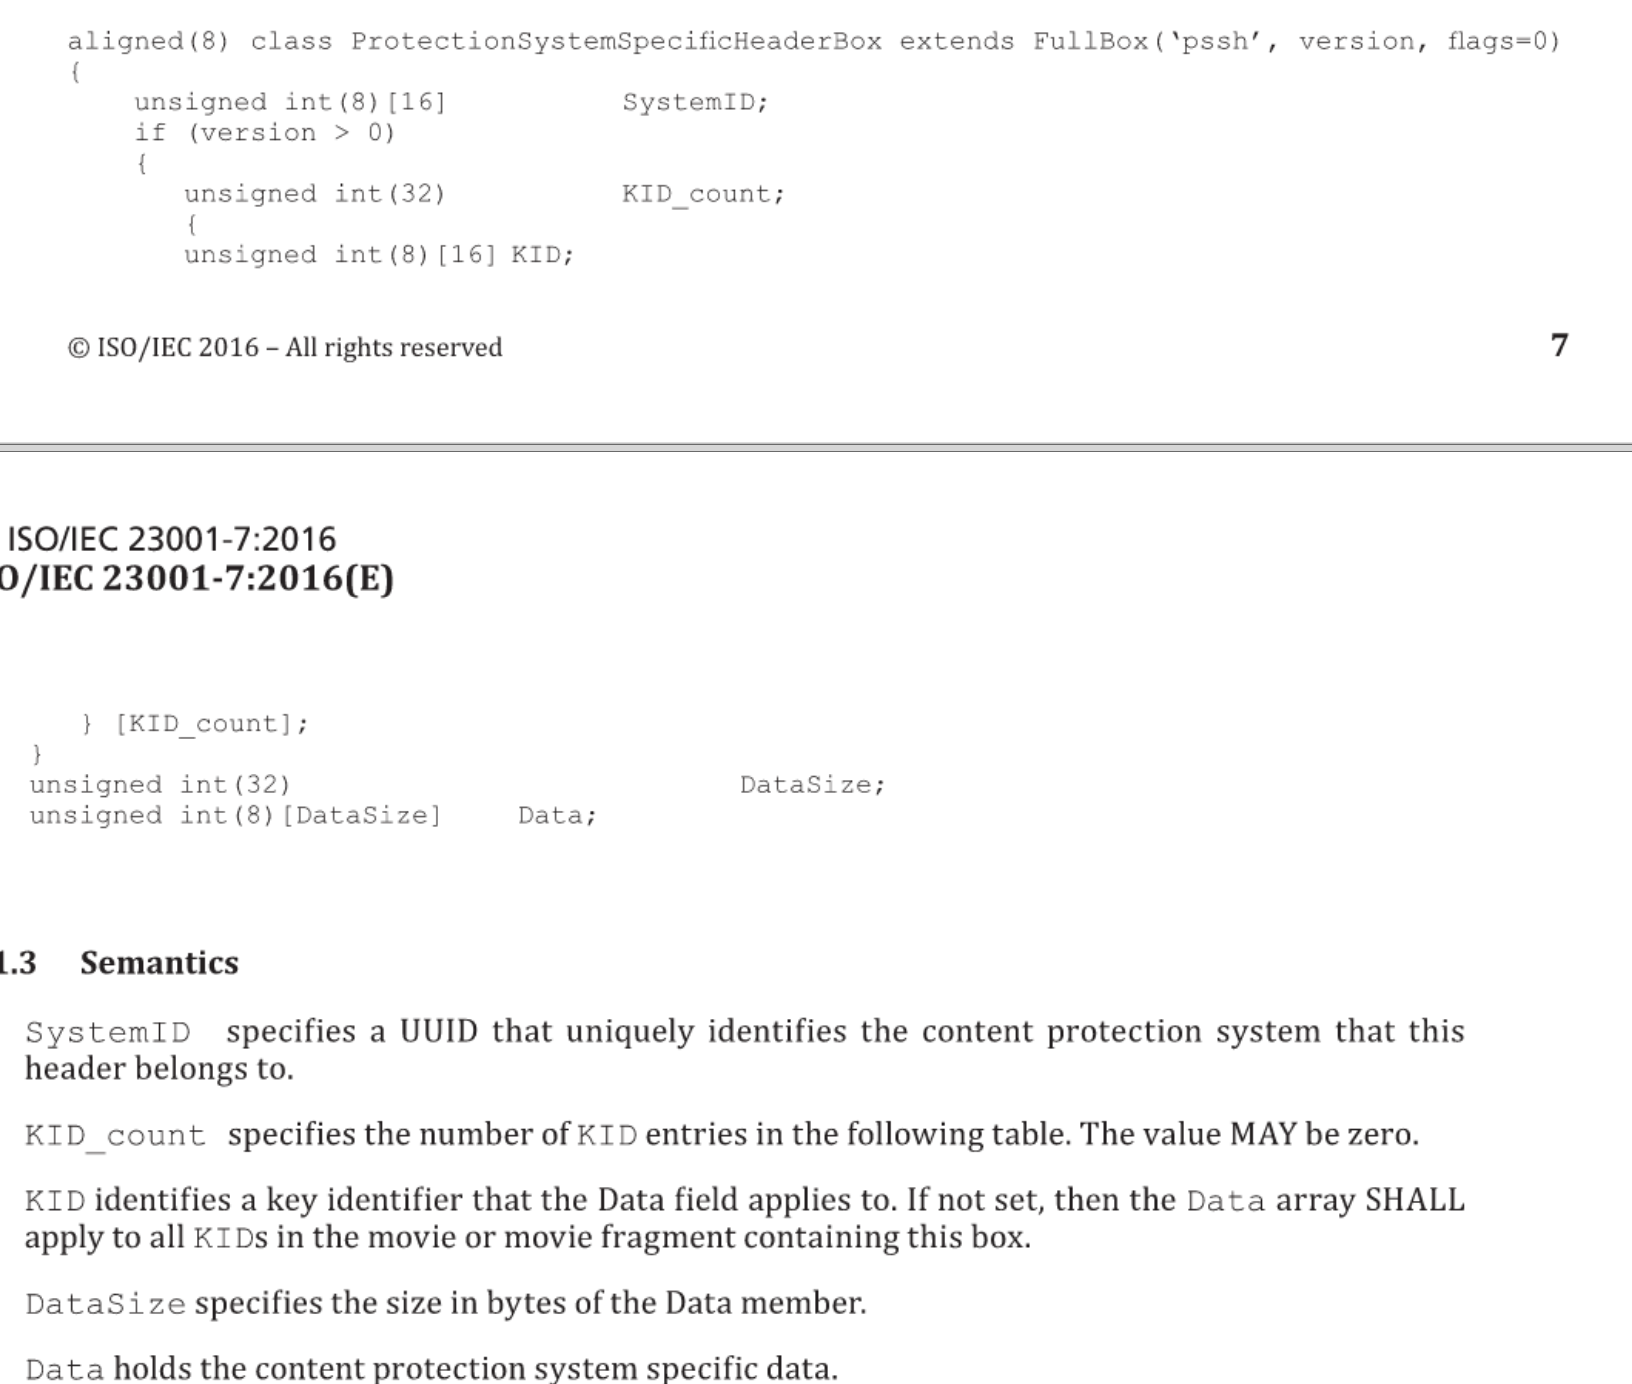 aligned(8) class ProtectionSystemSpecificHeaderBox extends FullBox(‘pssh’, version, flags=0)
{
unsigned int(8)[16] SystemID;
if (version > 0)
{
unsigned int(32) KID_count;
{
unsigned int(8)[16] KID;
© ISO/IEC 2016 – All rights reserved 7
ISO/IEC 23001-7:2016
O/IEC 23001-7:2016(E)
} [KID_count];
}
unsigned int(32) DataSize;
unsigned int(8)[DataSize] Data;
1.3 Semantics
SystemID specifies a UUID that uniquely identifies the content protection system that this
header belongs to.
KID_count specifies the number of KID entries in the following table. The value MAY be zero.
KID identifies a key identifier that the Data field applies to. If not set, then the Data array SHALL
apply to all KIDs in the movie or movie fragment containing this box.
DataSize specifies the size in bytes of the Data member.
Data holds the content protection system specific data.